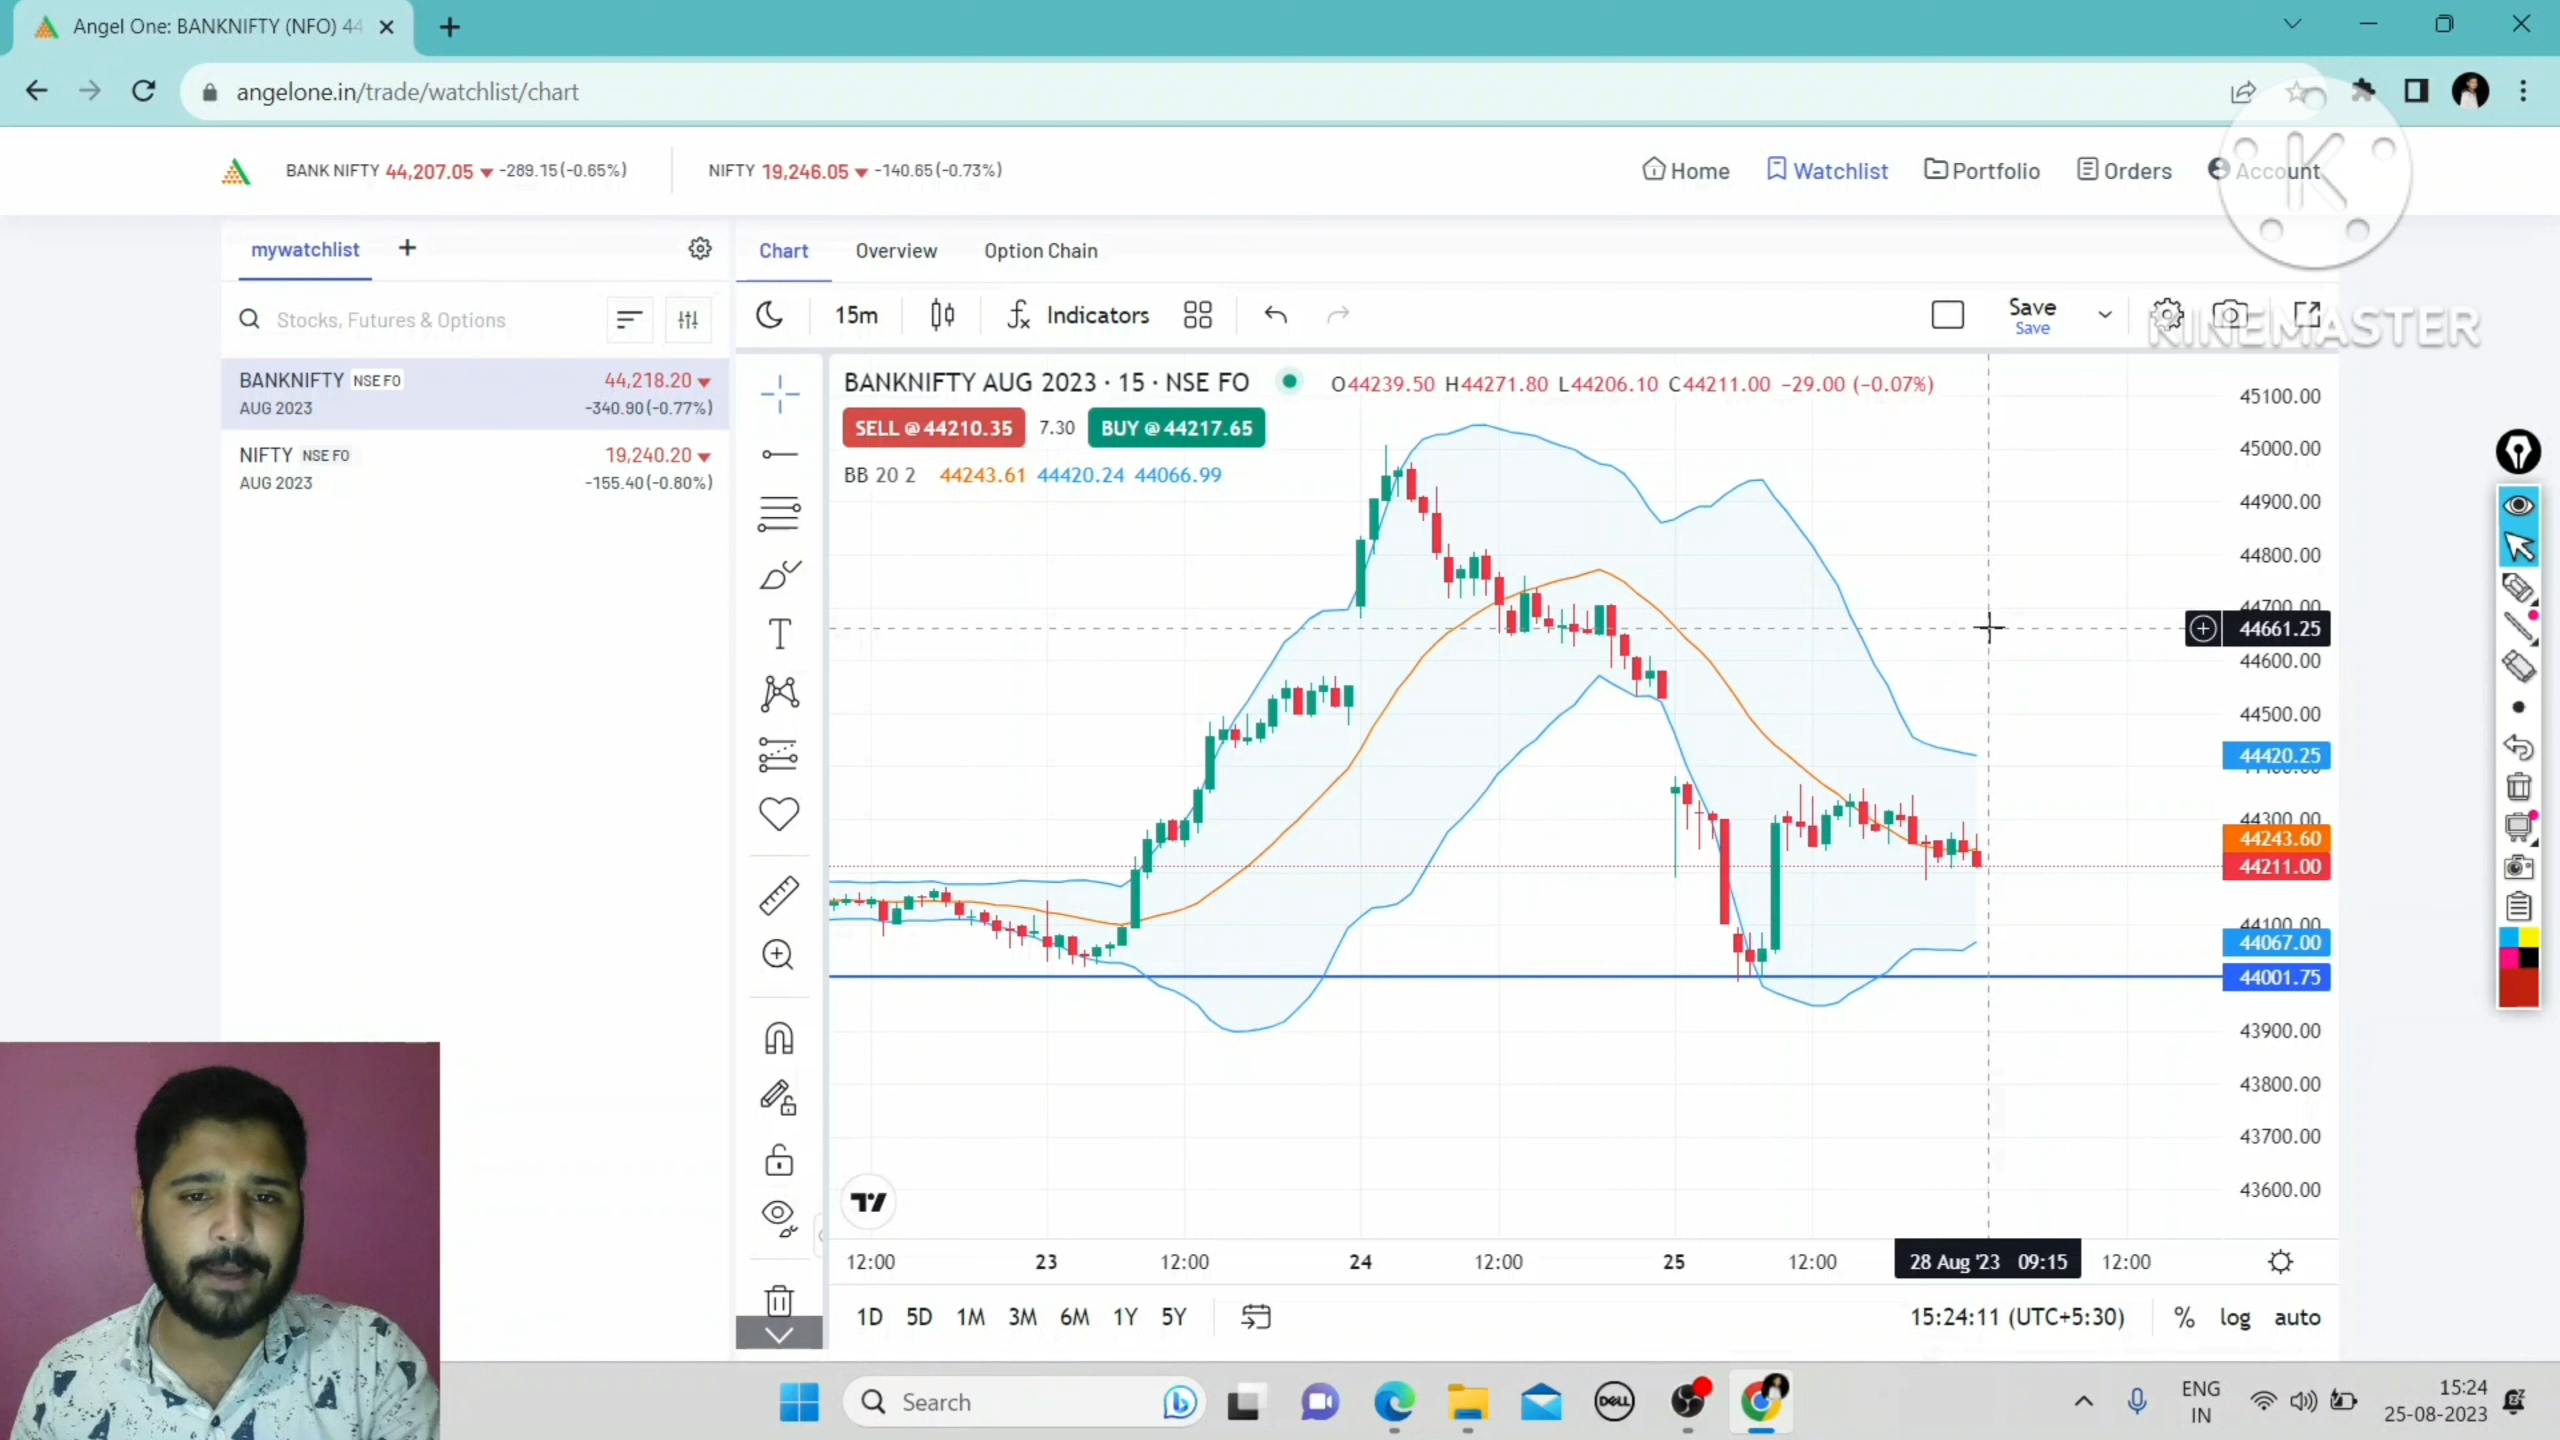 Angel One: BANKNIFTY (NFO) 44
angelone.in/trade/watchlist/chart
BANK NIFTY 44,207.05 ▼ -289.15(-0.65%) NIFTY 19,246.05 ▼ -140.65(-0.73%)
Home Watchlist Portfolio Orders Account
K
KINEMASTER
mywatchlist +
Chart Overview Option Chain
Stocks, Futures & Options
15m Indicators Save
Save
BANKNIFTY NSE FO 44,218.20 ▼
AUG 2023 -340.90(-0.77%)
NIFTY NSE FO 19,240.20 ▼
AUG 2023 -155.40(-0.80%)
BANKNIFTY AUG 2023 · 15 · NSE FO O44239.50 H44271.80 L44206.10 C44211.00 −29.00 (−0.07%)
SELL @ 44210.35 7.30 BUY @ 44217.65
BB 20 2 44243.61 44420.24 44066.99
T
45100.00
45000.00
44900.00
44800.00
44700.00
44661.25
44600.00
44500.00
44420.25
44300.00
44243.60
44211.00
44100.00
44067.00
44001.75
43900.00
43800.00
43700.00
43600.00
12:00 23 12:00 24 12:00 25 12:00 28 Aug '23 09:15 12:00
1D 5D 1M 3M 6M 1Y 5Y 15:24:11 (UTC+5:30) % log auto
Search
DELL
ENG
IN
15:24
25-08-2023